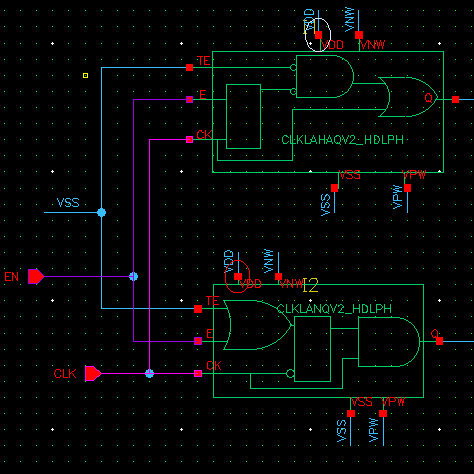 VDD
VNW
VDD
VNW
TE
E
Q
CK
CLKLAHAQV2_HDLPH
VSS
VPW
VSS
VPW
VSS
VDD
VNW
EN
VDD
VNW
I2
TE
CLKLANQV2_HDLPH
E
Q
CLK
CK
VSS
VPW
VSS
VPW